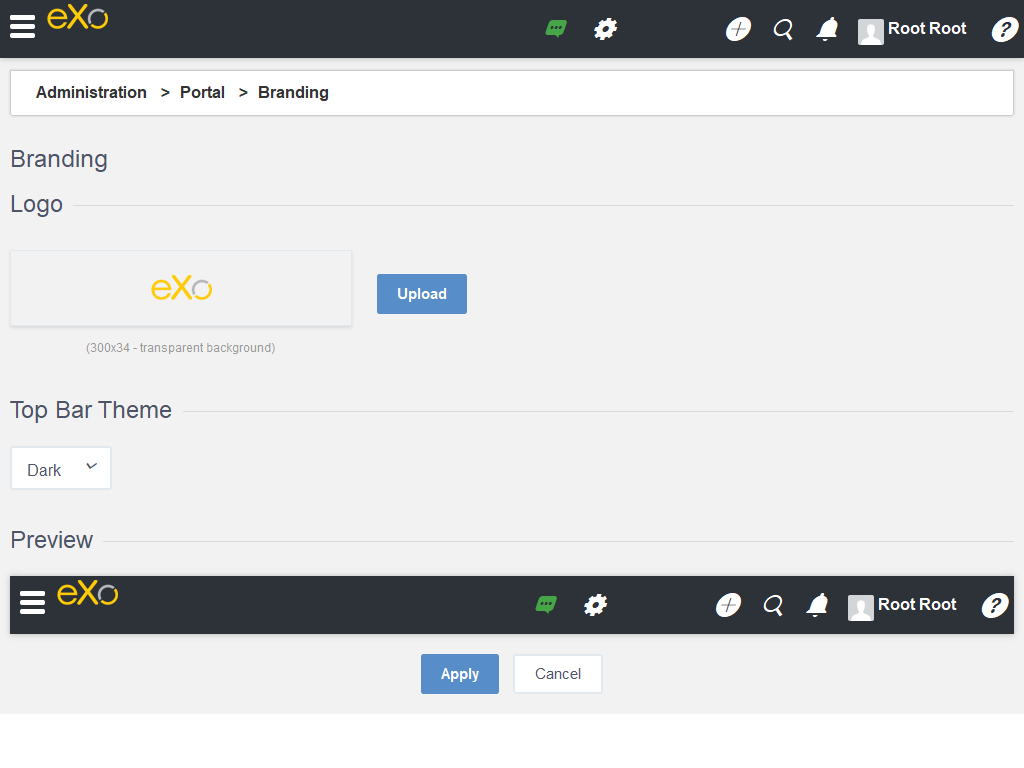 eXo
Root Root
?
Administration > Portal > Branding
Branding
Logo
eXo
Upload
(300x34 - transparent background)
Top Bar Theme
Dark
Preview
eXo
Root Root
?
Apply
Cancel